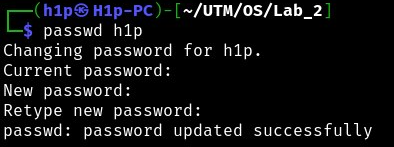 ┌──(h1p㉿H1p-PC)-[~/UTM/OS/Lab_2]
└─$ passwd h1p
Changing password for h1p.
Current password:
New password:
Retype new password:
passwd: password updated successfully